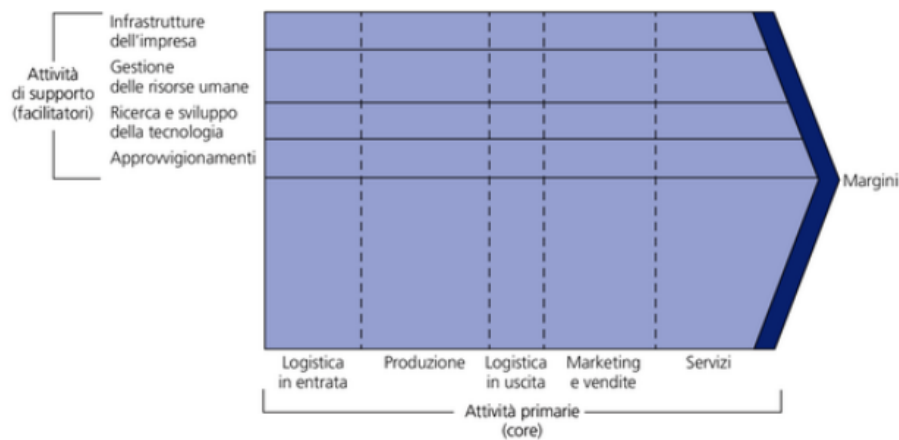 Infrastrutture
dell'impresa
Gestione
delle risorse umane
Attività
di supporto
(facilitatori)
Ricerca e sviluppo
della tecnologia
Approvvigionamenti
Margini
Logistica
in entrata
Produzione
Logistica
in uscita
Marketing
e vendite
Servizi
Attività primarie
(core)